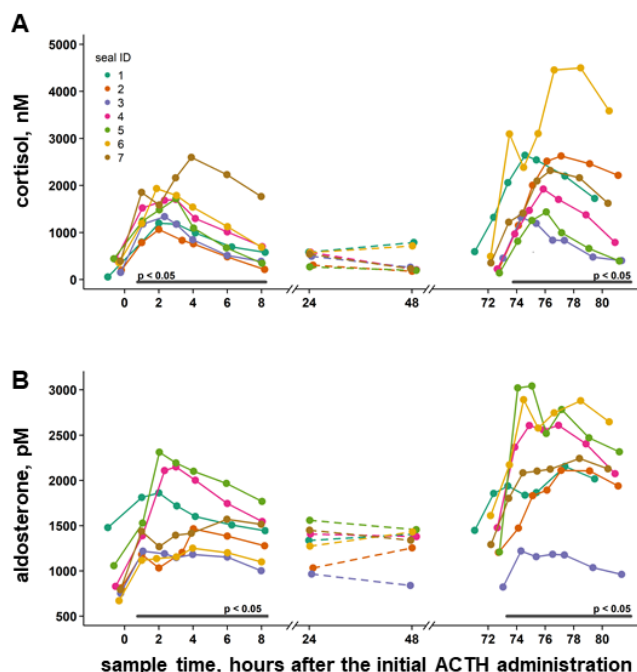 A
cortisol, nM
5000
4000
3000
2000
1000
0
seal ID
1
2
3
4
5
6
7
p < 0.05
p < 0.05
0 2 4 6 8 24 48 72 74 76 78 80
B
aldosterone, pM
3000
2500
2000
1500
1000
500
p < 0.05
p < 0.05
0 2 4 6 8 24 48 72 74 76 78 80
sample time, hours after the initial ACTH administration